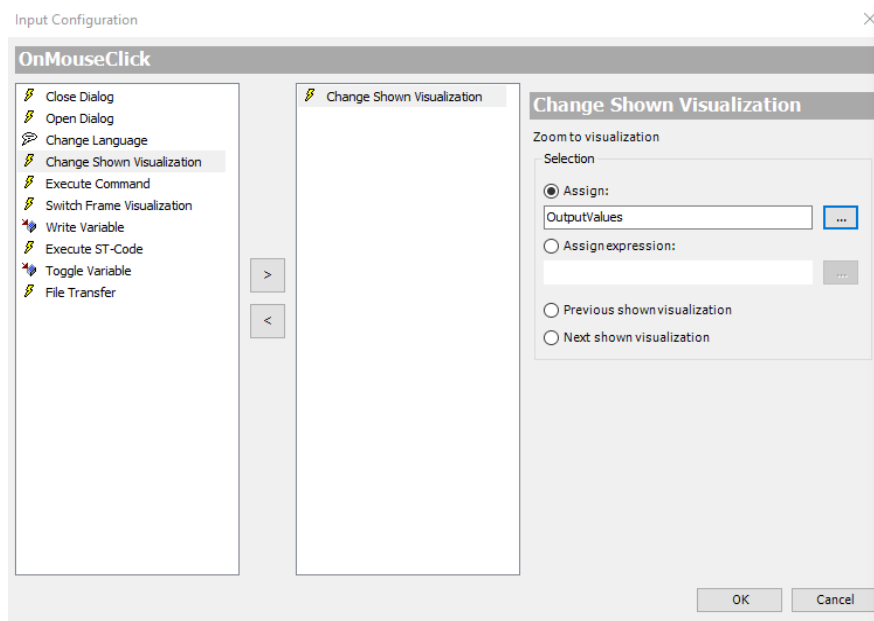 Input Configuration
OnMouseClick
Close Dialog
Open Dialog
Change Language
Change Shown Visualization
Execute Command
Switch Frame Visualization
Write Variable
Execute ST-Code
Toggle Variable
File Transfer
>
<
Change Shown Visualization
Change Shown Visualization
Zoom to visualization
Selection
Assign:
OutputValues
...
Assign expression:
...
Previous shown visualization
Next shown visualization
OK
Cancel